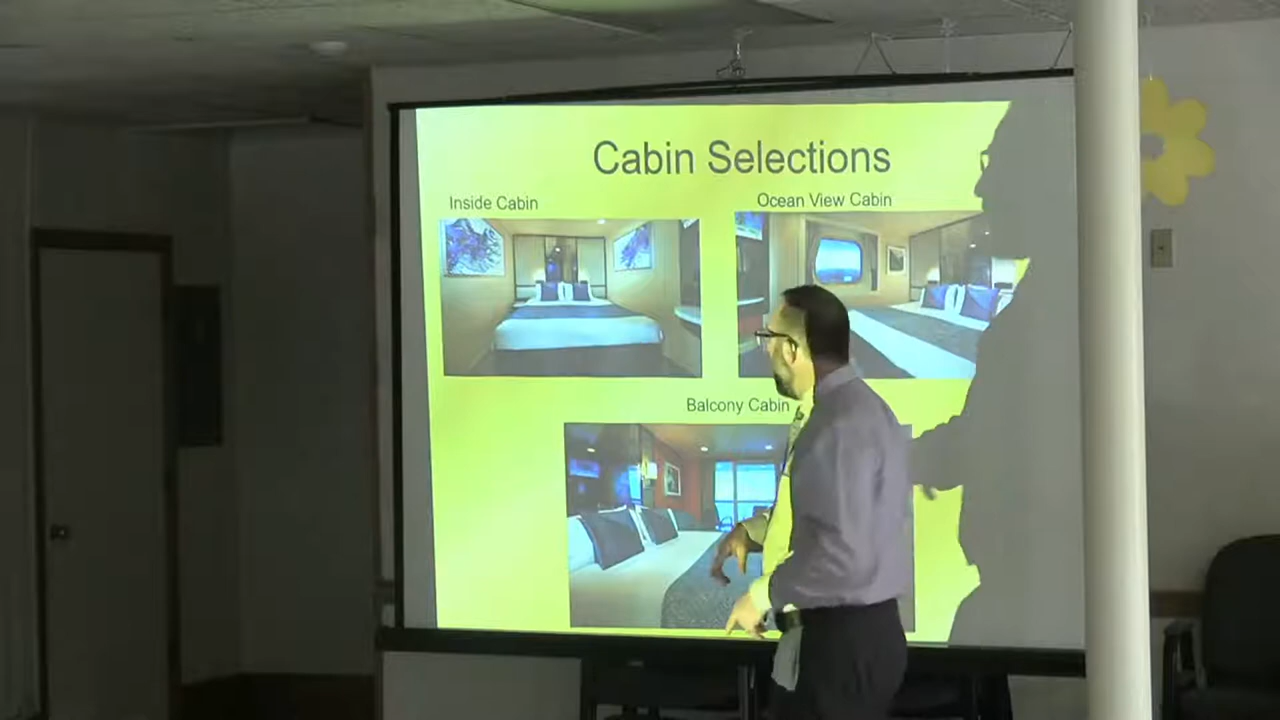 Cabin Selections
Inside Cabin
Ocean View Cabin
Balcony Cabin